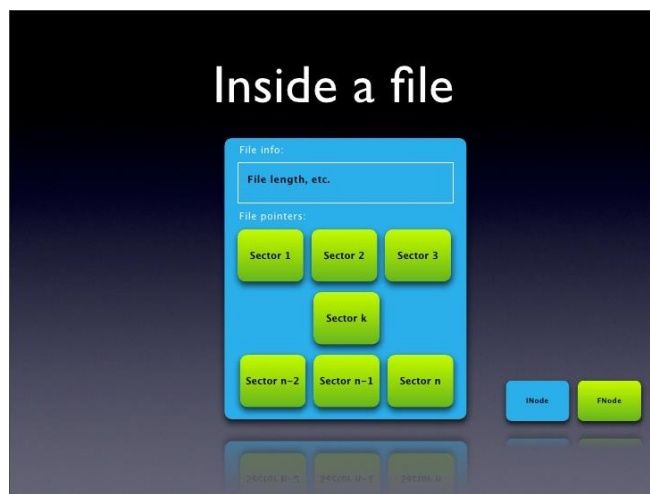 Inside a file
File info:
File length, etc.
File pointers:
Sector 1 Sector 2 Sector 3
Sector k
Sector n-2 Sector n-1 Sector n
INode FNode